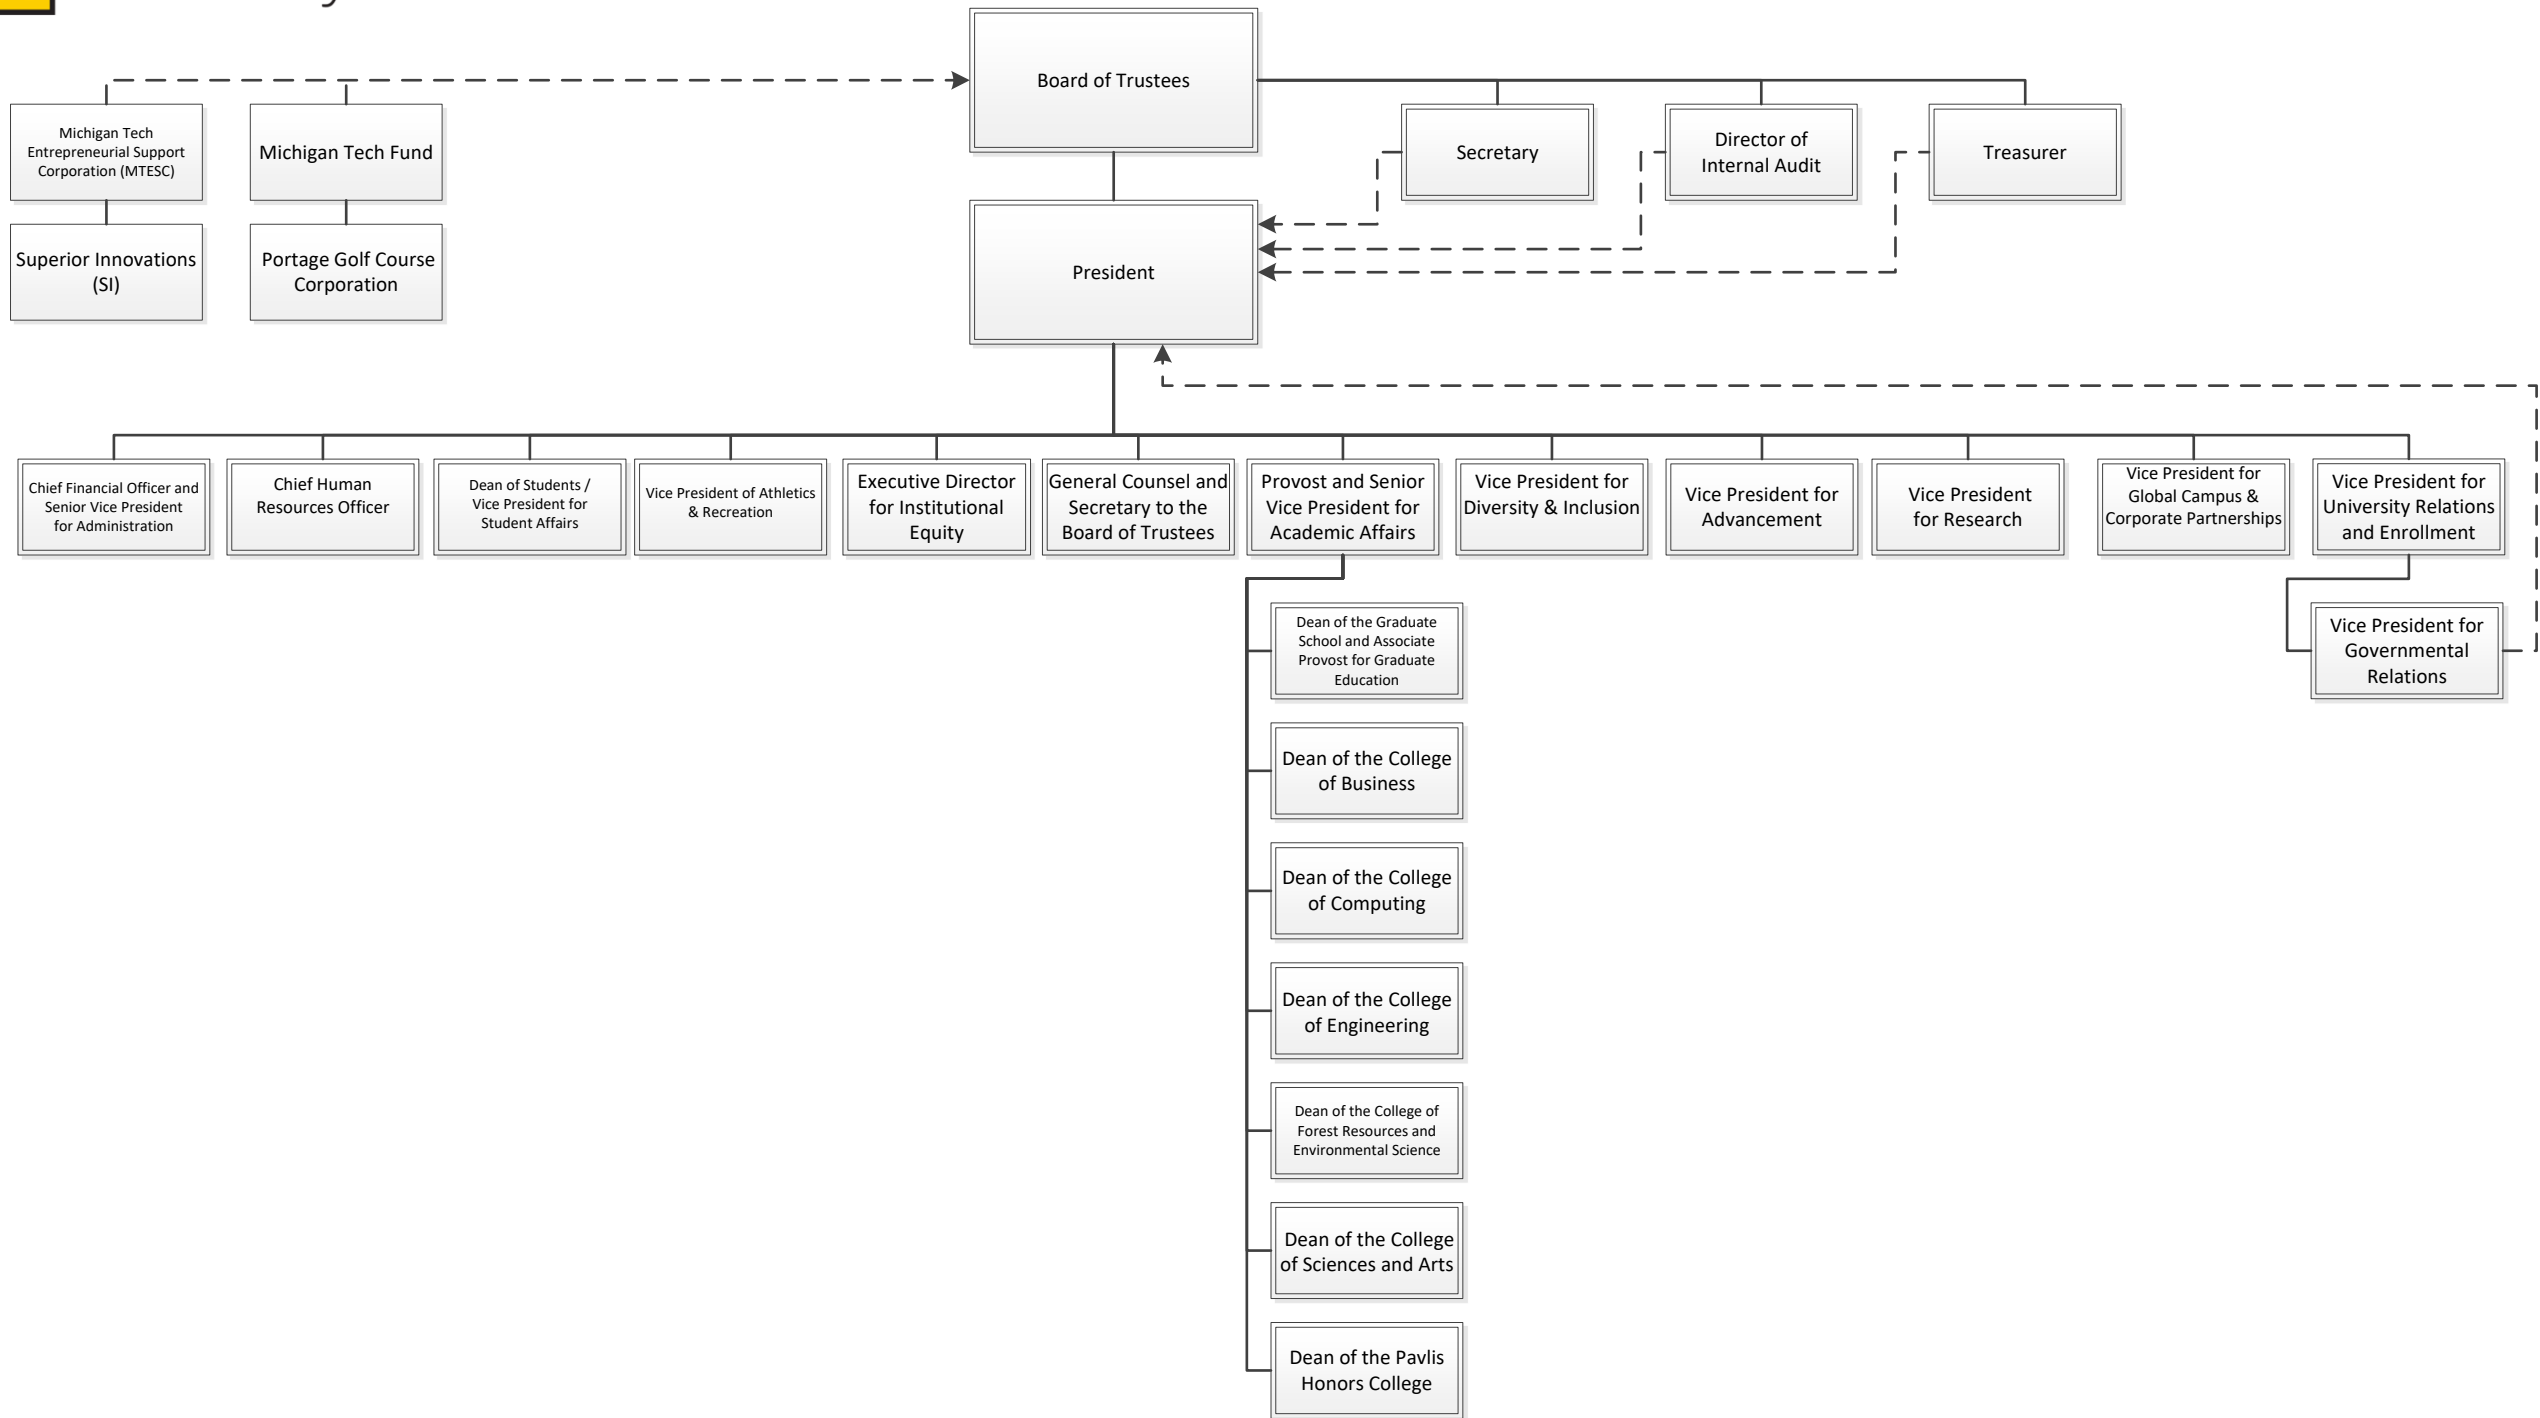 Board of Trustees
Michigan Tech
Entrepreneurial Support
Corporation (MTESC)
Michigan Tech Fund
Secretary
Director of
Internal Audit
Treasurer
Superior Innovations
(SI)
Portage Golf Course
Corporation
President
Chief Financial Officer and
Senior Vice President
for Administration
Chief Human
Resources Officer
Dean of Students /
Vice President for
Student Affairs
Vice President of Athletics
& Recreation
Executive Director
for Institutional
Equity
General Counsel and
Secretary to the
Board of Trustees
Provost and Senior
Vice President for
Academic Affairs
Vice President for
Diversity & Inclusion
Vice President for
Advancement
Vice President
for Research
Vice President for
Global Campus &
Corporate Partnerships
Vice President for
University Relations
and Enrollment
Dean of the Graduate
School and Associate
Provost for Graduate
Education
Vice President for
Governmental
Relations
Dean of the College
of Business
Dean of the College
of Computing
Dean of the College
of Engineering
Dean of the College of
Forest Resources and
Environmental Science
Dean of the College
of Sciences and Arts
Dean of the Pavlis
Honors College